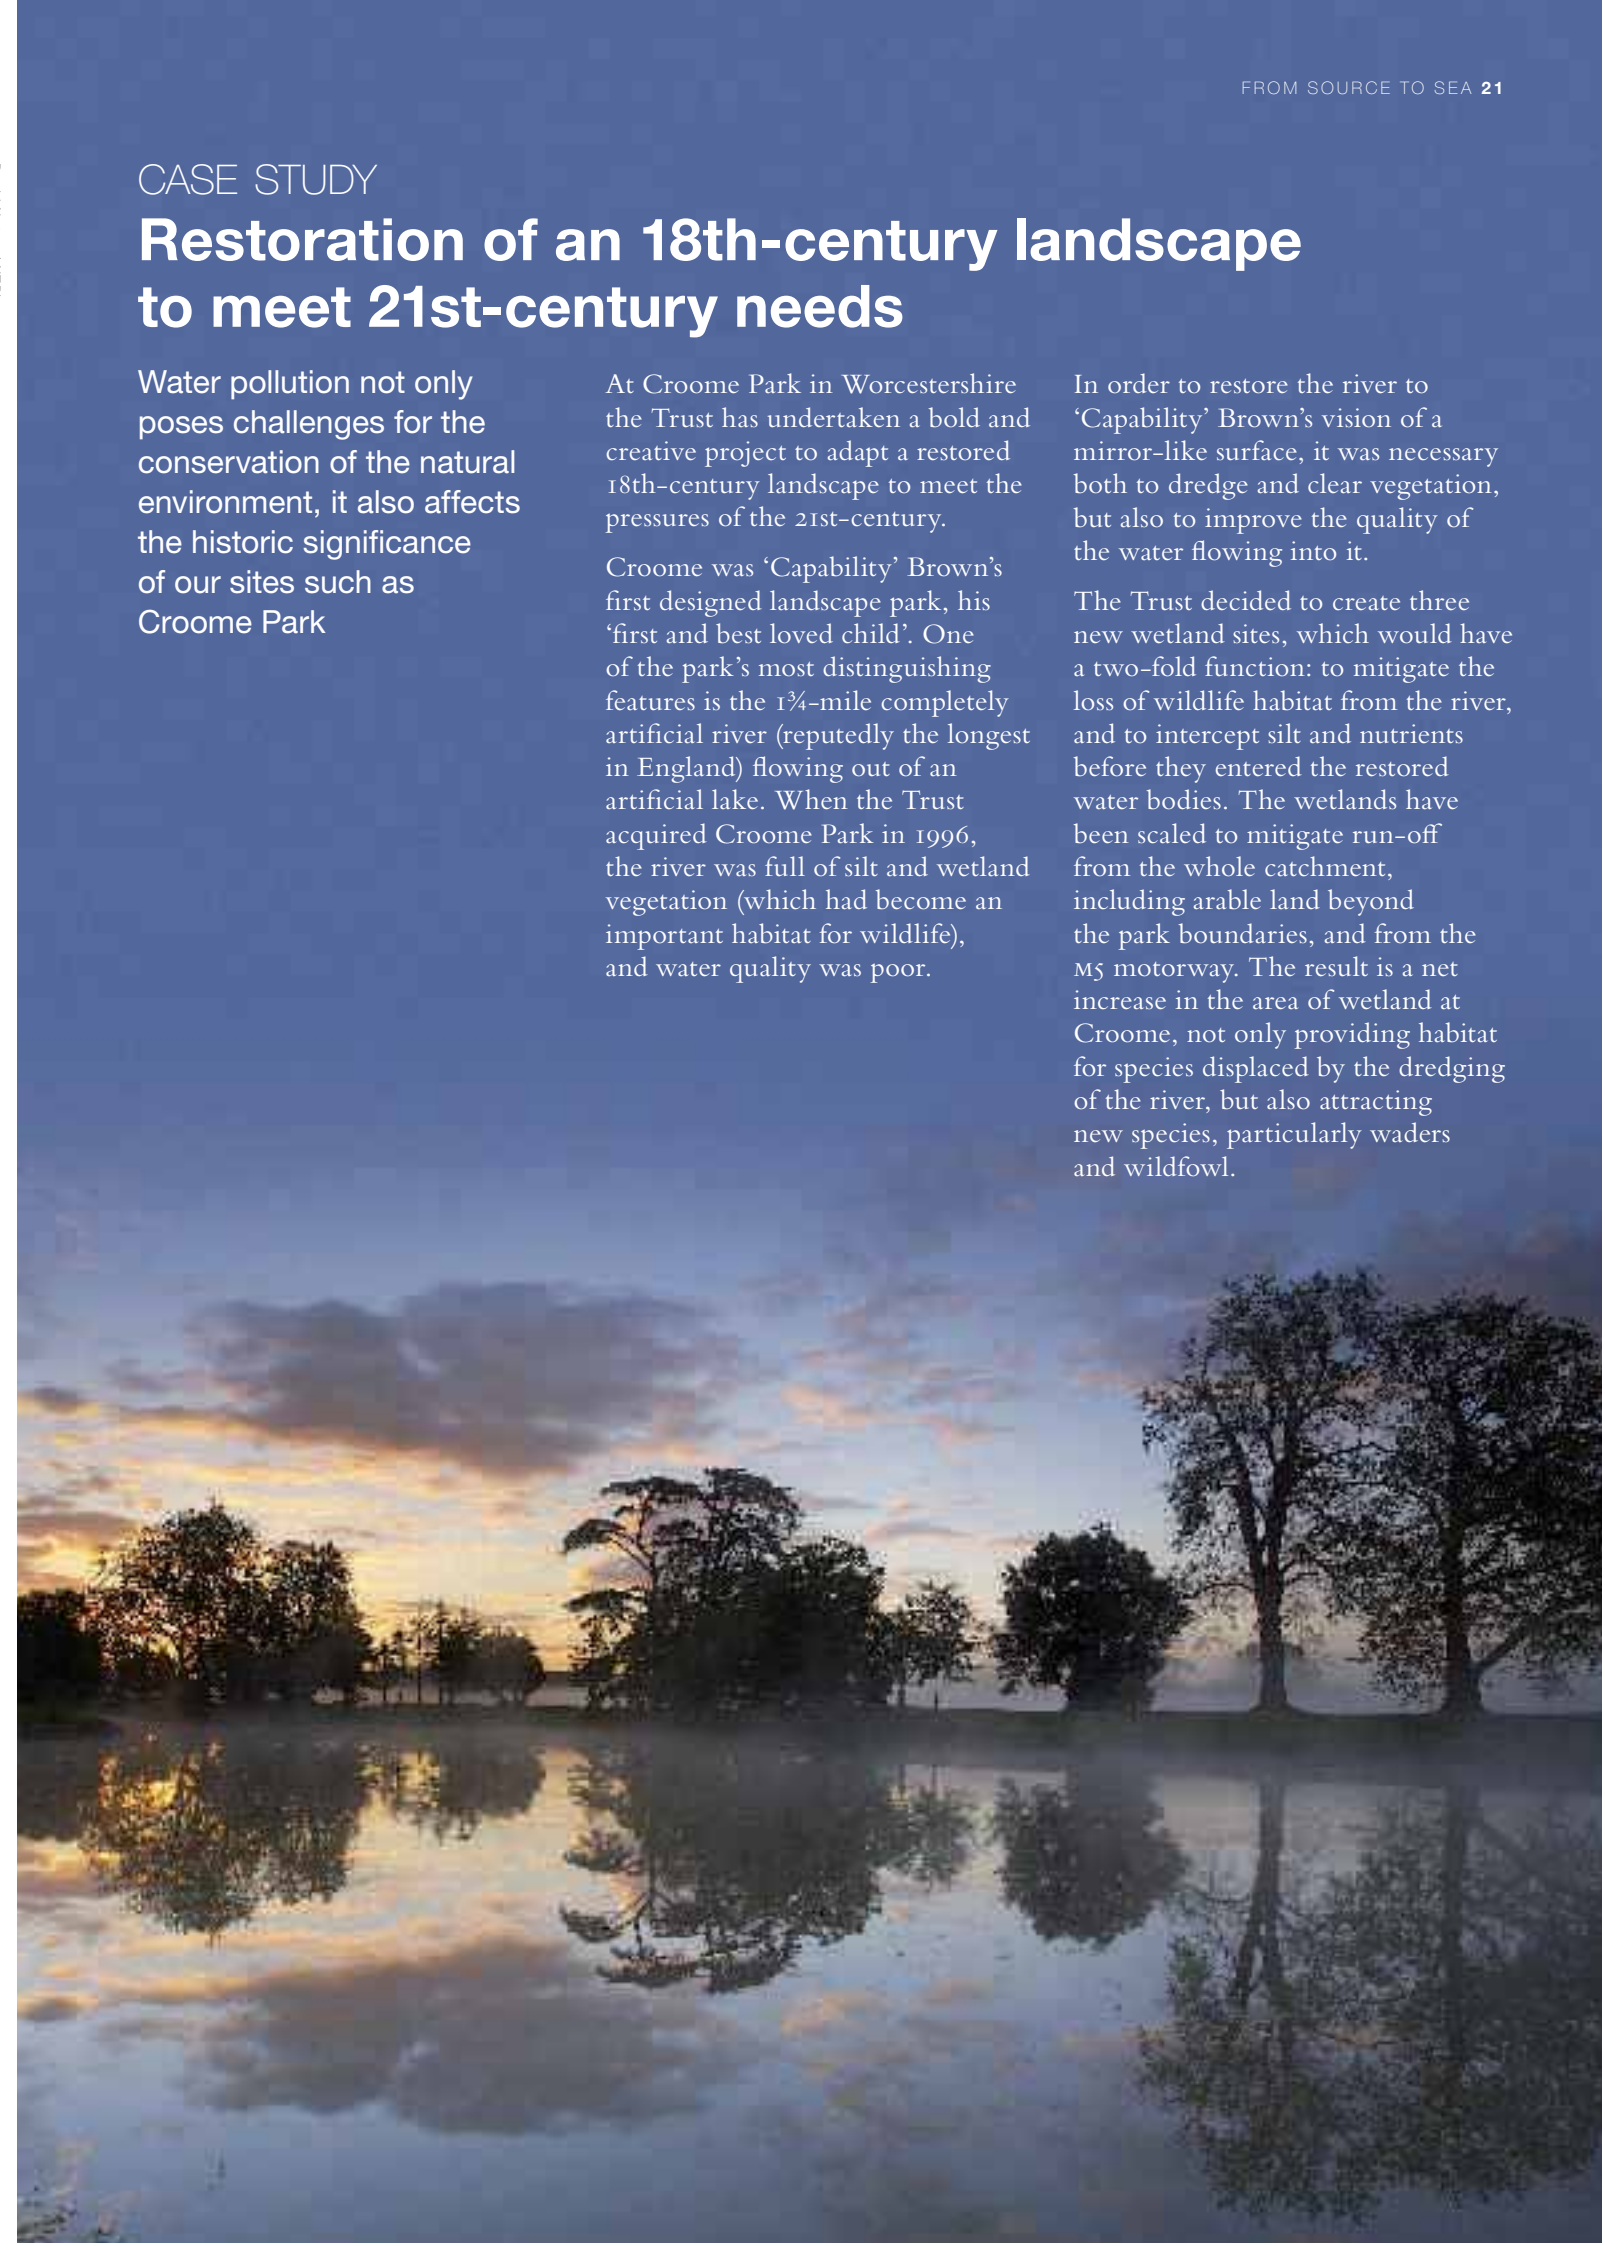 FROM SOURCE TO SEA 21
CASE STUDY
Restoration of an 18th-century landscape
to meet 21st-century needs
Water pollution not only
poses challenges for the
conservation of the natural
environment, it also affects
the historic significance
of our sites such as
Croome Park
At Croome Park in Worcestershire
the Trust has undertaken a bold and
creative project to adapt a restored
18th-century landscape to meet the
pressures of the 21st-century.
Croome was ‘Capability’ Brown’s
first designed landscape park, his
‘first and best loved child’. One
of the park’s most distinguishing
features is the 1¾-mile completely
artificial river (reputedly the longest
in England) flowing out of an
artificial lake. When the Trust
acquired Croome Park in 1996,
the river was full of silt and wetland
vegetation (which had become an
important habitat for wildlife),
and water quality was poor.
In order to restore the river to
‘Capability’ Brown’s vision of a
mirror-like surface, it was necessary
both to dredge and clear vegetation,
but also to improve the quality of
the water flowing into it.
The Trust decided to create three
new wetland sites, which would have
a two-fold function: to mitigate the
loss of wildlife habitat from the river,
and to intercept silt and nutrients
before they entered the restored
water bodies. The wetlands have
been scaled to mitigate run-off
from the whole catchment,
including arable land beyond
the park boundaries, and from the
M5 motorway. The result is a net
increase in the area of wetland at
Croome, not only providing habitat
for species displaced by the dredging
of the river, but also attracting
new species, particularly waders
and wildfowl.